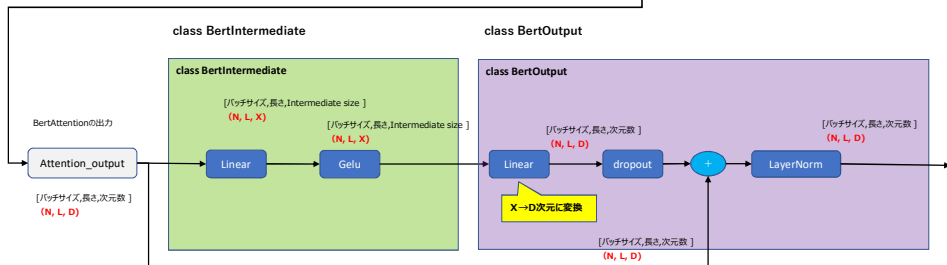 class BertIntermediate
class BertOutput
class BertIntermediate
class BertOutput
[バッチサイズ,長さ,Intermediate size ]
(N, L, X)
[バッチサイズ,長さ,Intermediate size ]
(N, L, X)
[バッチサイズ,長さ,次元数 ]
(N, L, D)
[バッチサイズ,長さ,次元数 ]
(N, L, D)
BertAttentionの出力
Attention_output
Linear
Gelu
Linear
dropout
+
LayerNorm
[バッチサイズ,長さ,次元数 ]
(N, L, D)
X→D次元に変換
[バッチサイズ,長さ,次元数 ]
(N, L, D)